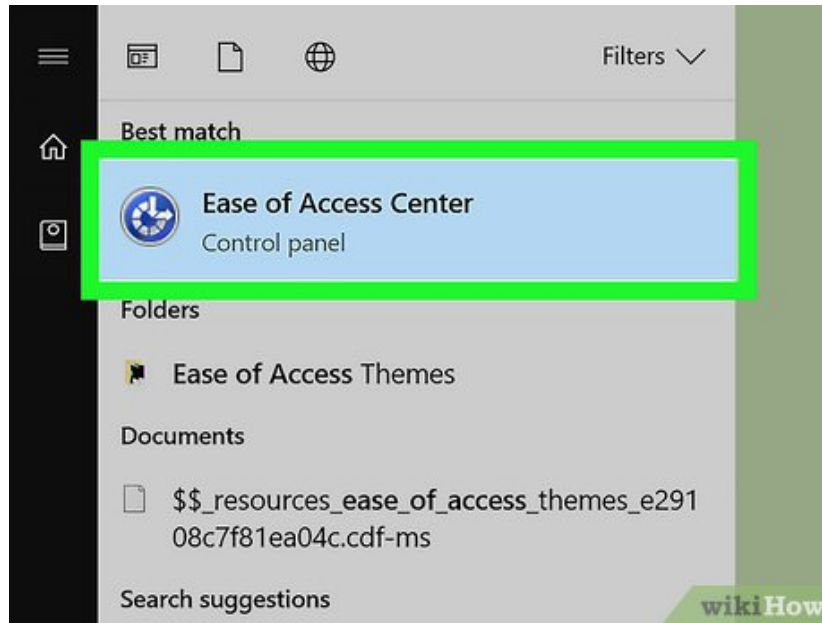 Filters
Best match
Ease of Access Center
Control panel
Folders
Ease of Access Themes
Documents
$$_resources_ease_of_access_themes_e291
08c7f81ea04c.cdf-ms
Search suggestions
wikiHow